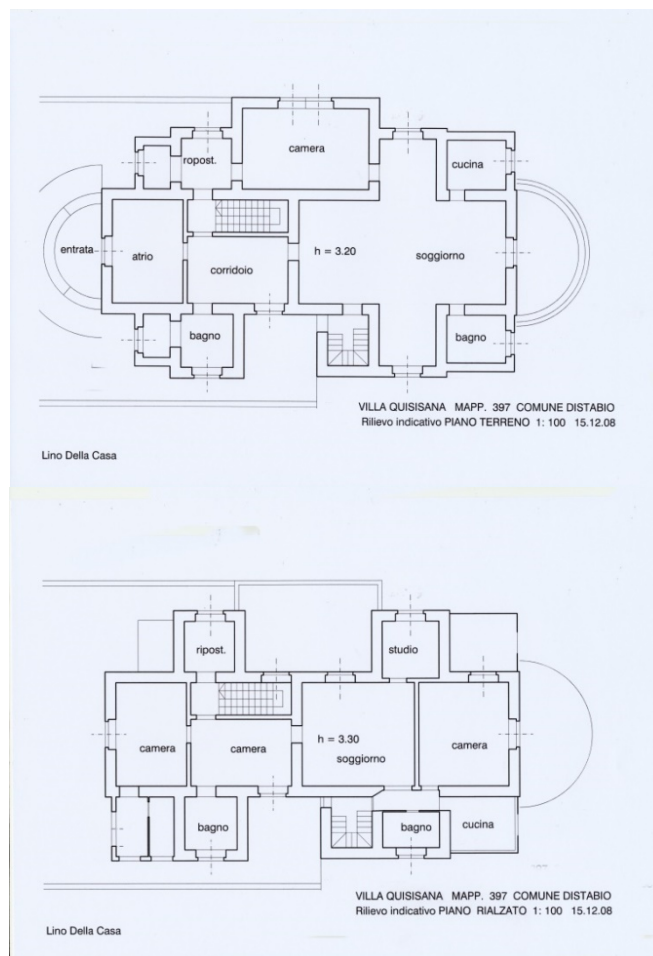 camera
ropost.
cucina
entrata
atrio
h = 3.20
soggiorno
corridoio
bagno
bagno
VILLA QUISISANA MAPP. 397 COMUNE DISTABIO
Rilievo indicativo PIANO TERRENO 1: 100 15.12.08
Lino Della Casa
ripost.
studio
camera
camera
h = 3.30
soggiorno
camera
bagno
bagno
cucina
VILLA QUISISANA MAPP. 397 COMUNE DISTABIO
Rilievo indicativo PIANO RIALZATO 1: 100 15.12.08
Lino Della Casa